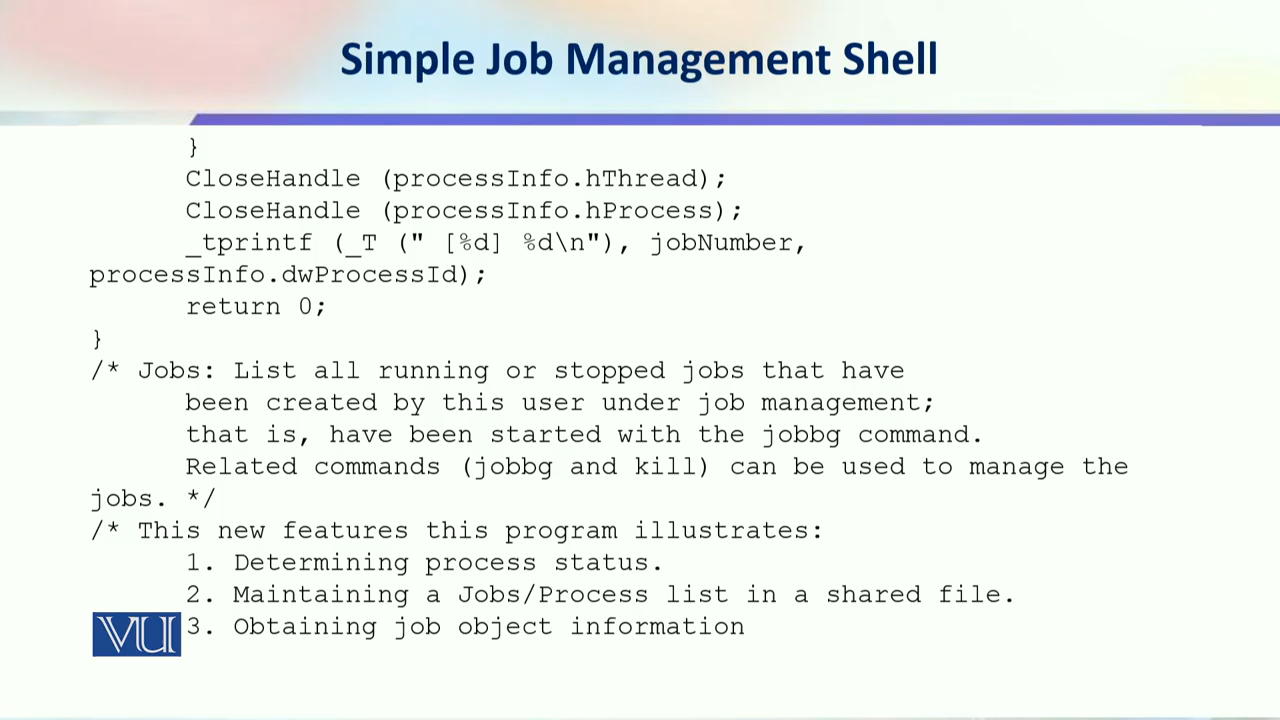 Simple Job Management Shell
}
CloseHandle (processInfo.hThread);
CloseHandle (processInfo.hProcess);
_tprintf (_T (" [%d] %d\n"), jobNumber,
processInfo.dwProcessId);
return 0;
}
/* Jobs: List all running or stopped jobs that have
been created by this user under job management;
that is, have been started with the jobbg command.
Related commands (jobbg and kill) can be used to manage the
jobs. */
/* This new features this program illustrates:
1. Determining process status.
2. Maintaining a Jobs/Process list in a shared file.
3. Obtaining job object information
VU